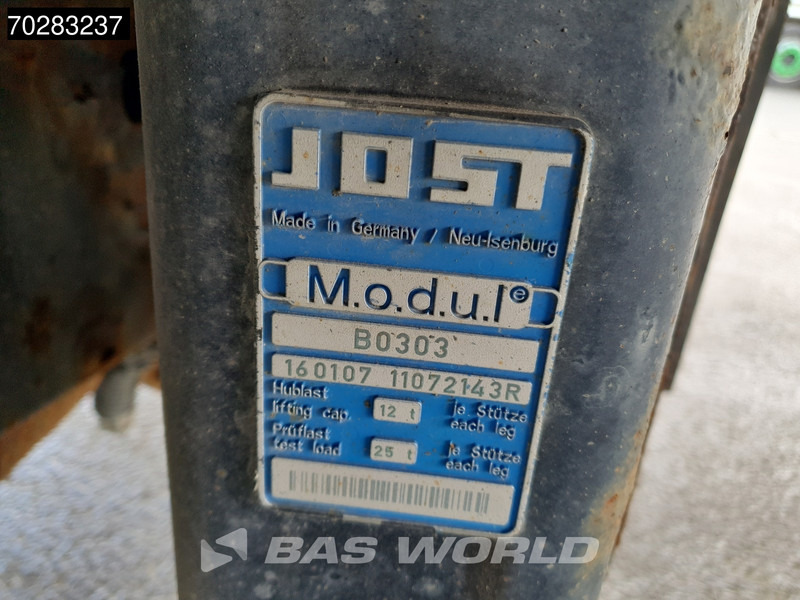 70283237
JOST
Made in Germany / Neu-Isenburg
M.o.d.u.l®
B0303
160107 11072143R
Hublast
lifting cap. 12 t je Stütze
each leg
Prüflast
test load 25 t je Stütze
each leg
BAS WORLD